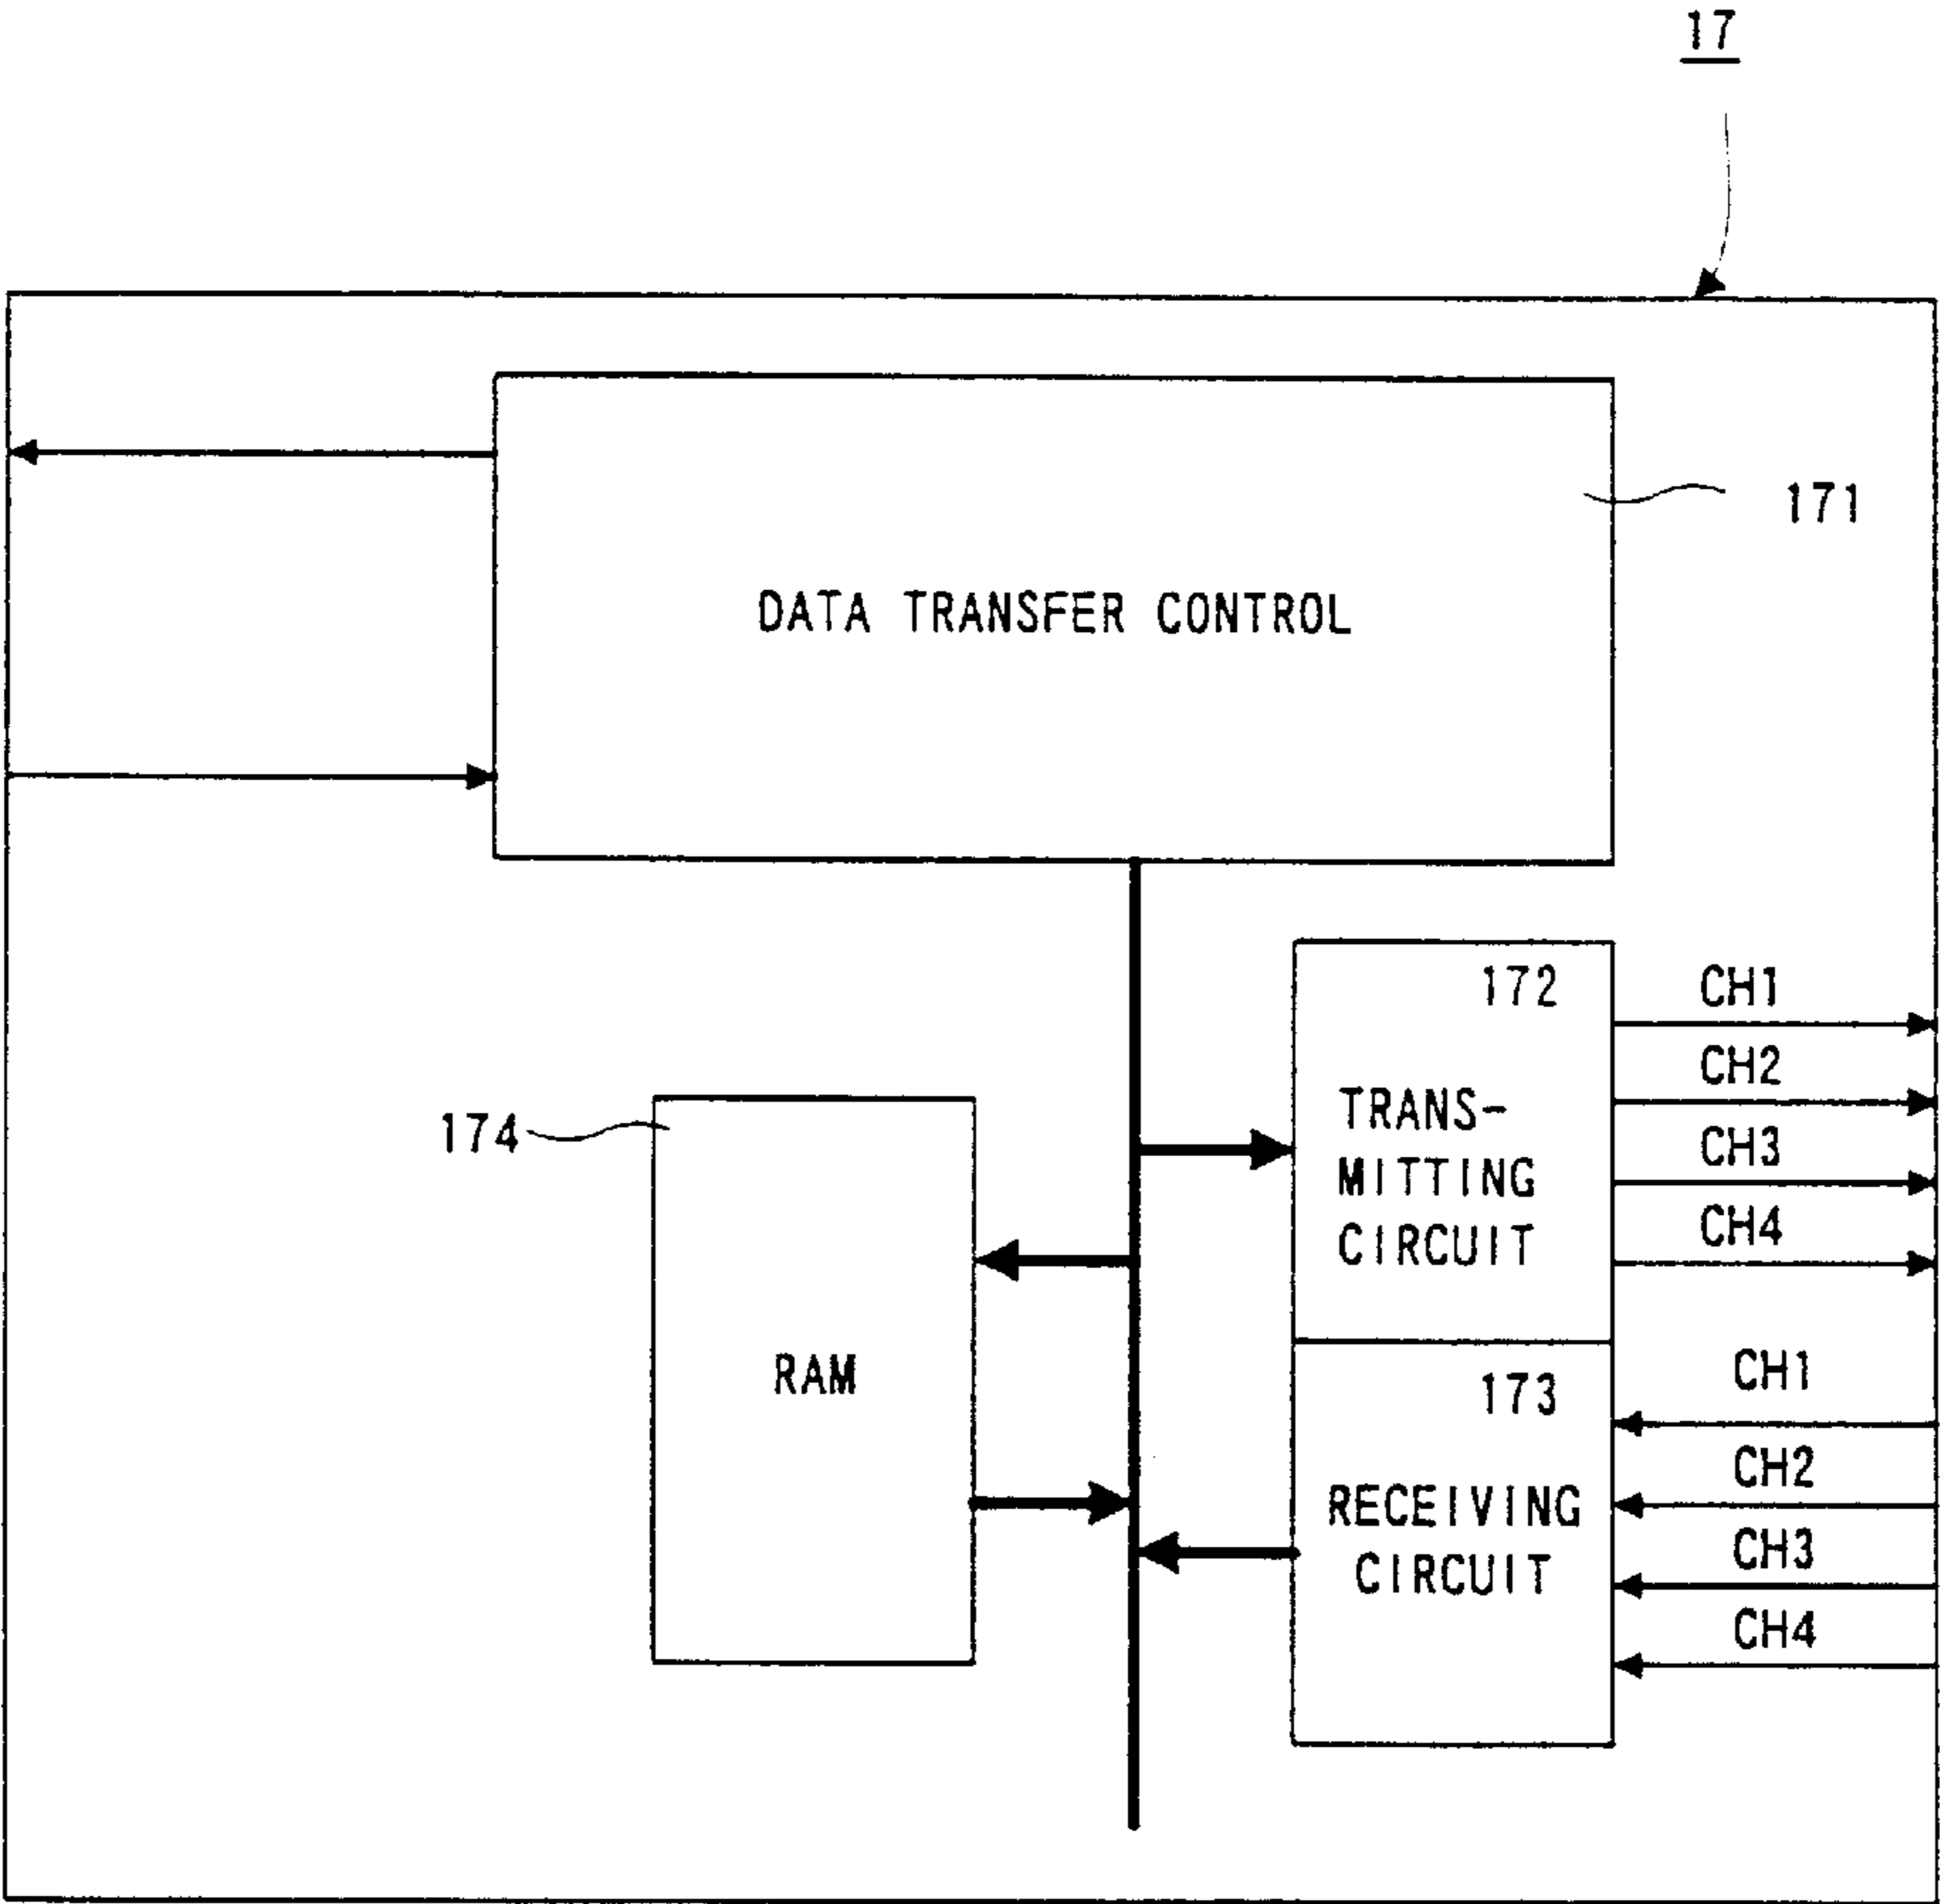 17
171
DATA TRANSFER CONTROL
172
CH1
CH2
TRANS-
174
CH3
MITTING
CH4
CIRCUIT
RAM
173
CH1
CH2
RECEIVING
CH3
CIRCUIT
CH4